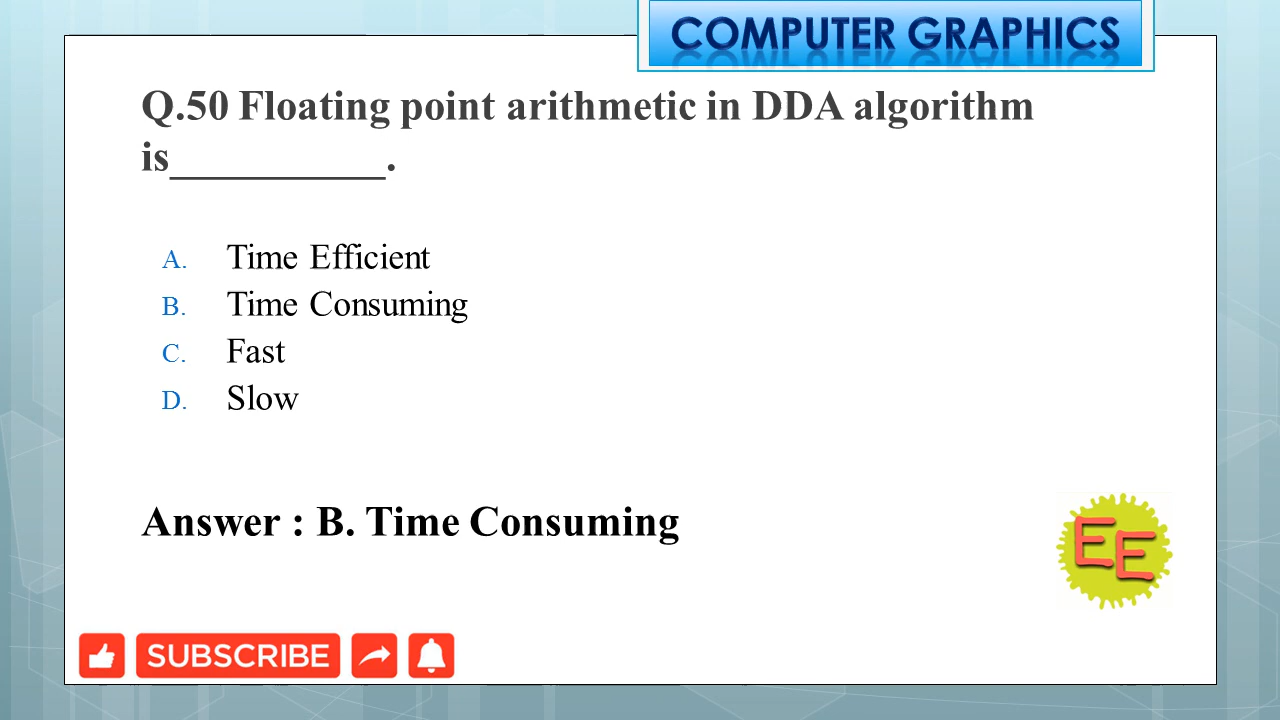 COMPUTER GRAPHICS
Q.50 Floating point arithmetic in DDA algorithm
is__________.
A. Time Efficient
B. Time Consuming
C. Fast
D. Slow
Answer : B. Time Consuming
EE
SUBSCRIBE